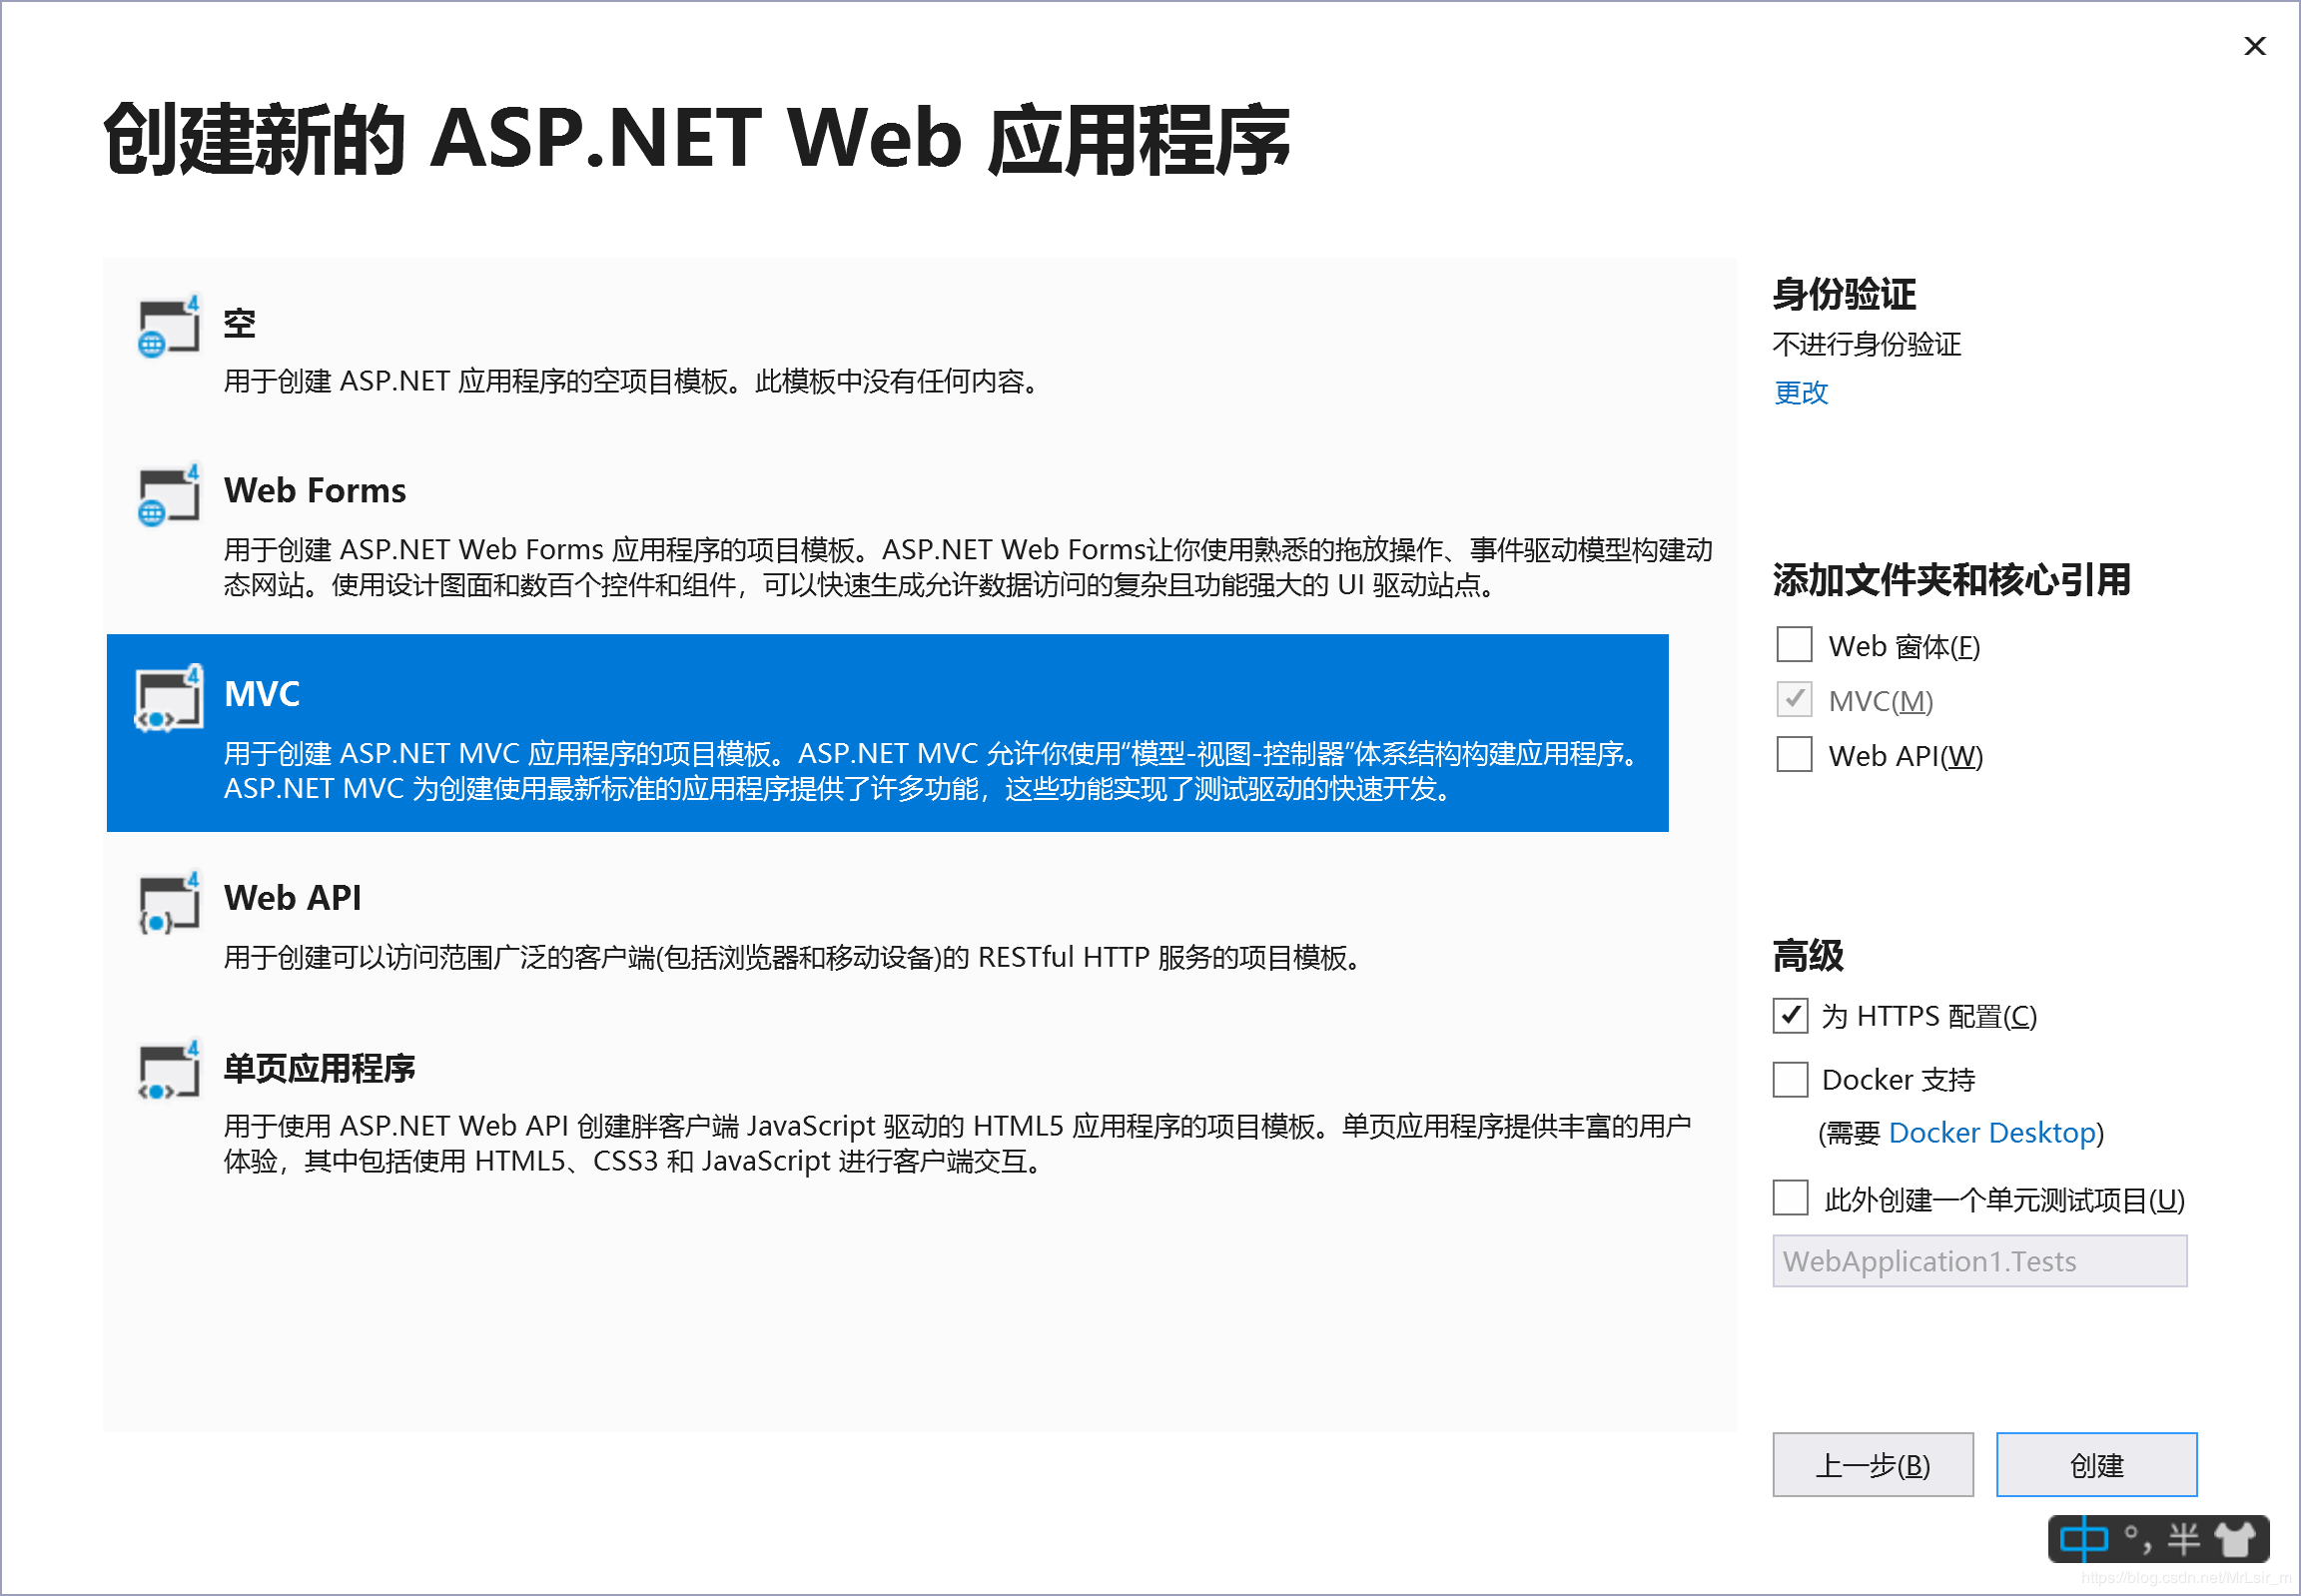 创建新的 ASP.NET Web 应用程序
空
用于创建 ASP.NET 应用程序的空项目模板。此模板中没有任何内容。
Web Forms
用于创建 ASP.NET Web Forms 应用程序的项目模板。ASP.NET Web Forms让你使用熟悉的拖放操作、事件驱动模型构建动
态网站。使用设计图面和数百个控件和组件，可以快速生成允许数据访问的复杂且功能强大的 UI 驱动站点。
MVC
用于创建 ASP.NET MVC 应用程序的项目模板。ASP.NET MVC 允许你使用“模型-视图-控制器”体系结构构建应用程序。
ASP.NET MVC 为创建使用最新标准的应用程序提供了许多功能，这些功能实现了测试驱动的快速开发。
Web API
用于创建可以访问范围广泛的客户端(包括浏览器和移动设备)的 RESTful HTTP 服务的项目模板。
单页应用程序
用于使用 ASP.NET Web API 创建胖客户端 JavaScript 驱动的 HTML5 应用程序的项目模板。单页应用程序提供丰富的用户
体验，其中包括使用 HTML5、CSS3 和 JavaScript 进行客户端交互。
身份验证
不进行身份验证
更改
添加文件夹和核心引用
Web 窗体(F)
MVC(M)
Web API(W)
高级
为 HTTPS 配置(C)
Docker 支持
(需要 Docker Desktop)
此外创建一个单元测试项目(U)
WebApplication1.Tests
上一步(B)
创建
中 °, 半
https://blog.csdn.net/MrLsir_m